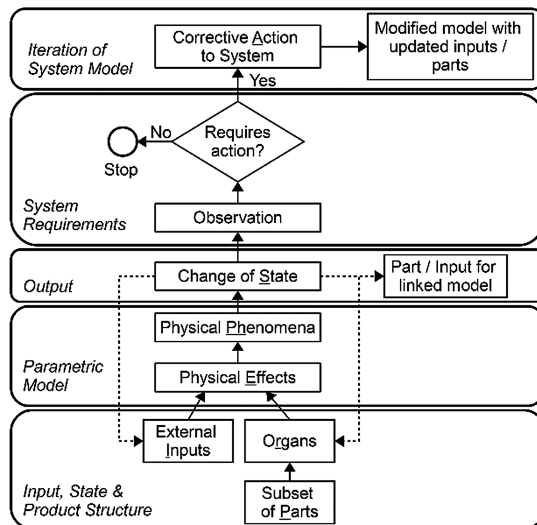 Iteration of
System Model
Corrective Action
to System
Modified model with
updated inputs /
parts
Yes
Requires
action?
No
Stop
System
Requirements
Observation
Output
Change of State
Part / Input for
linked model
Physical Phenomena
Parametric
Model
Physical Effects
External
Inputs
Organs
Input, State &
Product Structure
Subset
of Parts